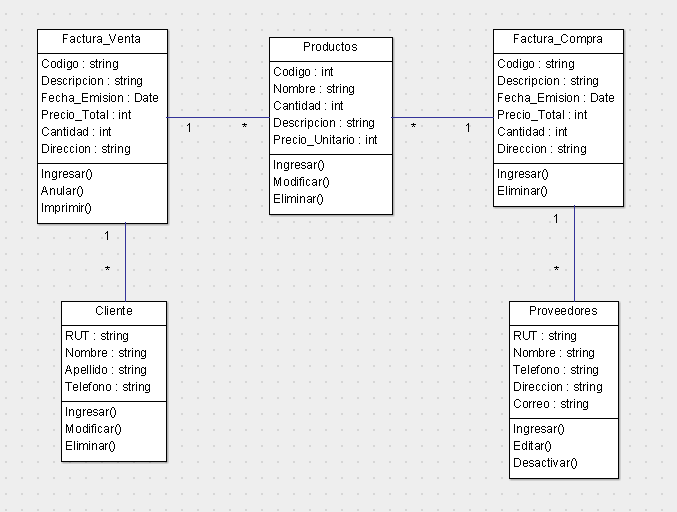 Factura_Venta
Codigo : string
Descripcion : string
Fecha_Emision : Date
Precio_Total : int
Cantidad : int
Direccion : string
Ingresar()
Anular()
Imprimir()
1
*
Productos
Codigo : int
Nombre : string
Cantidad : int
Descripcion : string
Precio_Unitario : int
Ingresar()
Modificar()
Eliminar()
*
1
Factura_Compra
Codigo : string
Descripcion : string
Fecha_Emision : Date
Precio_Total : int
Cantidad : int
Direccion : string
Ingresar()
Eliminar()
1
*
Cliente
RUT : string
Nombre : string
Apellido : string
Telefono : string
Ingresar()
Modificar()
Eliminar()
1
*
Proveedores
RUT : string
Nombre : string
Telefono : string
Direccion : string
Correo : string
Ingresar()
Editar()
Desactivar()